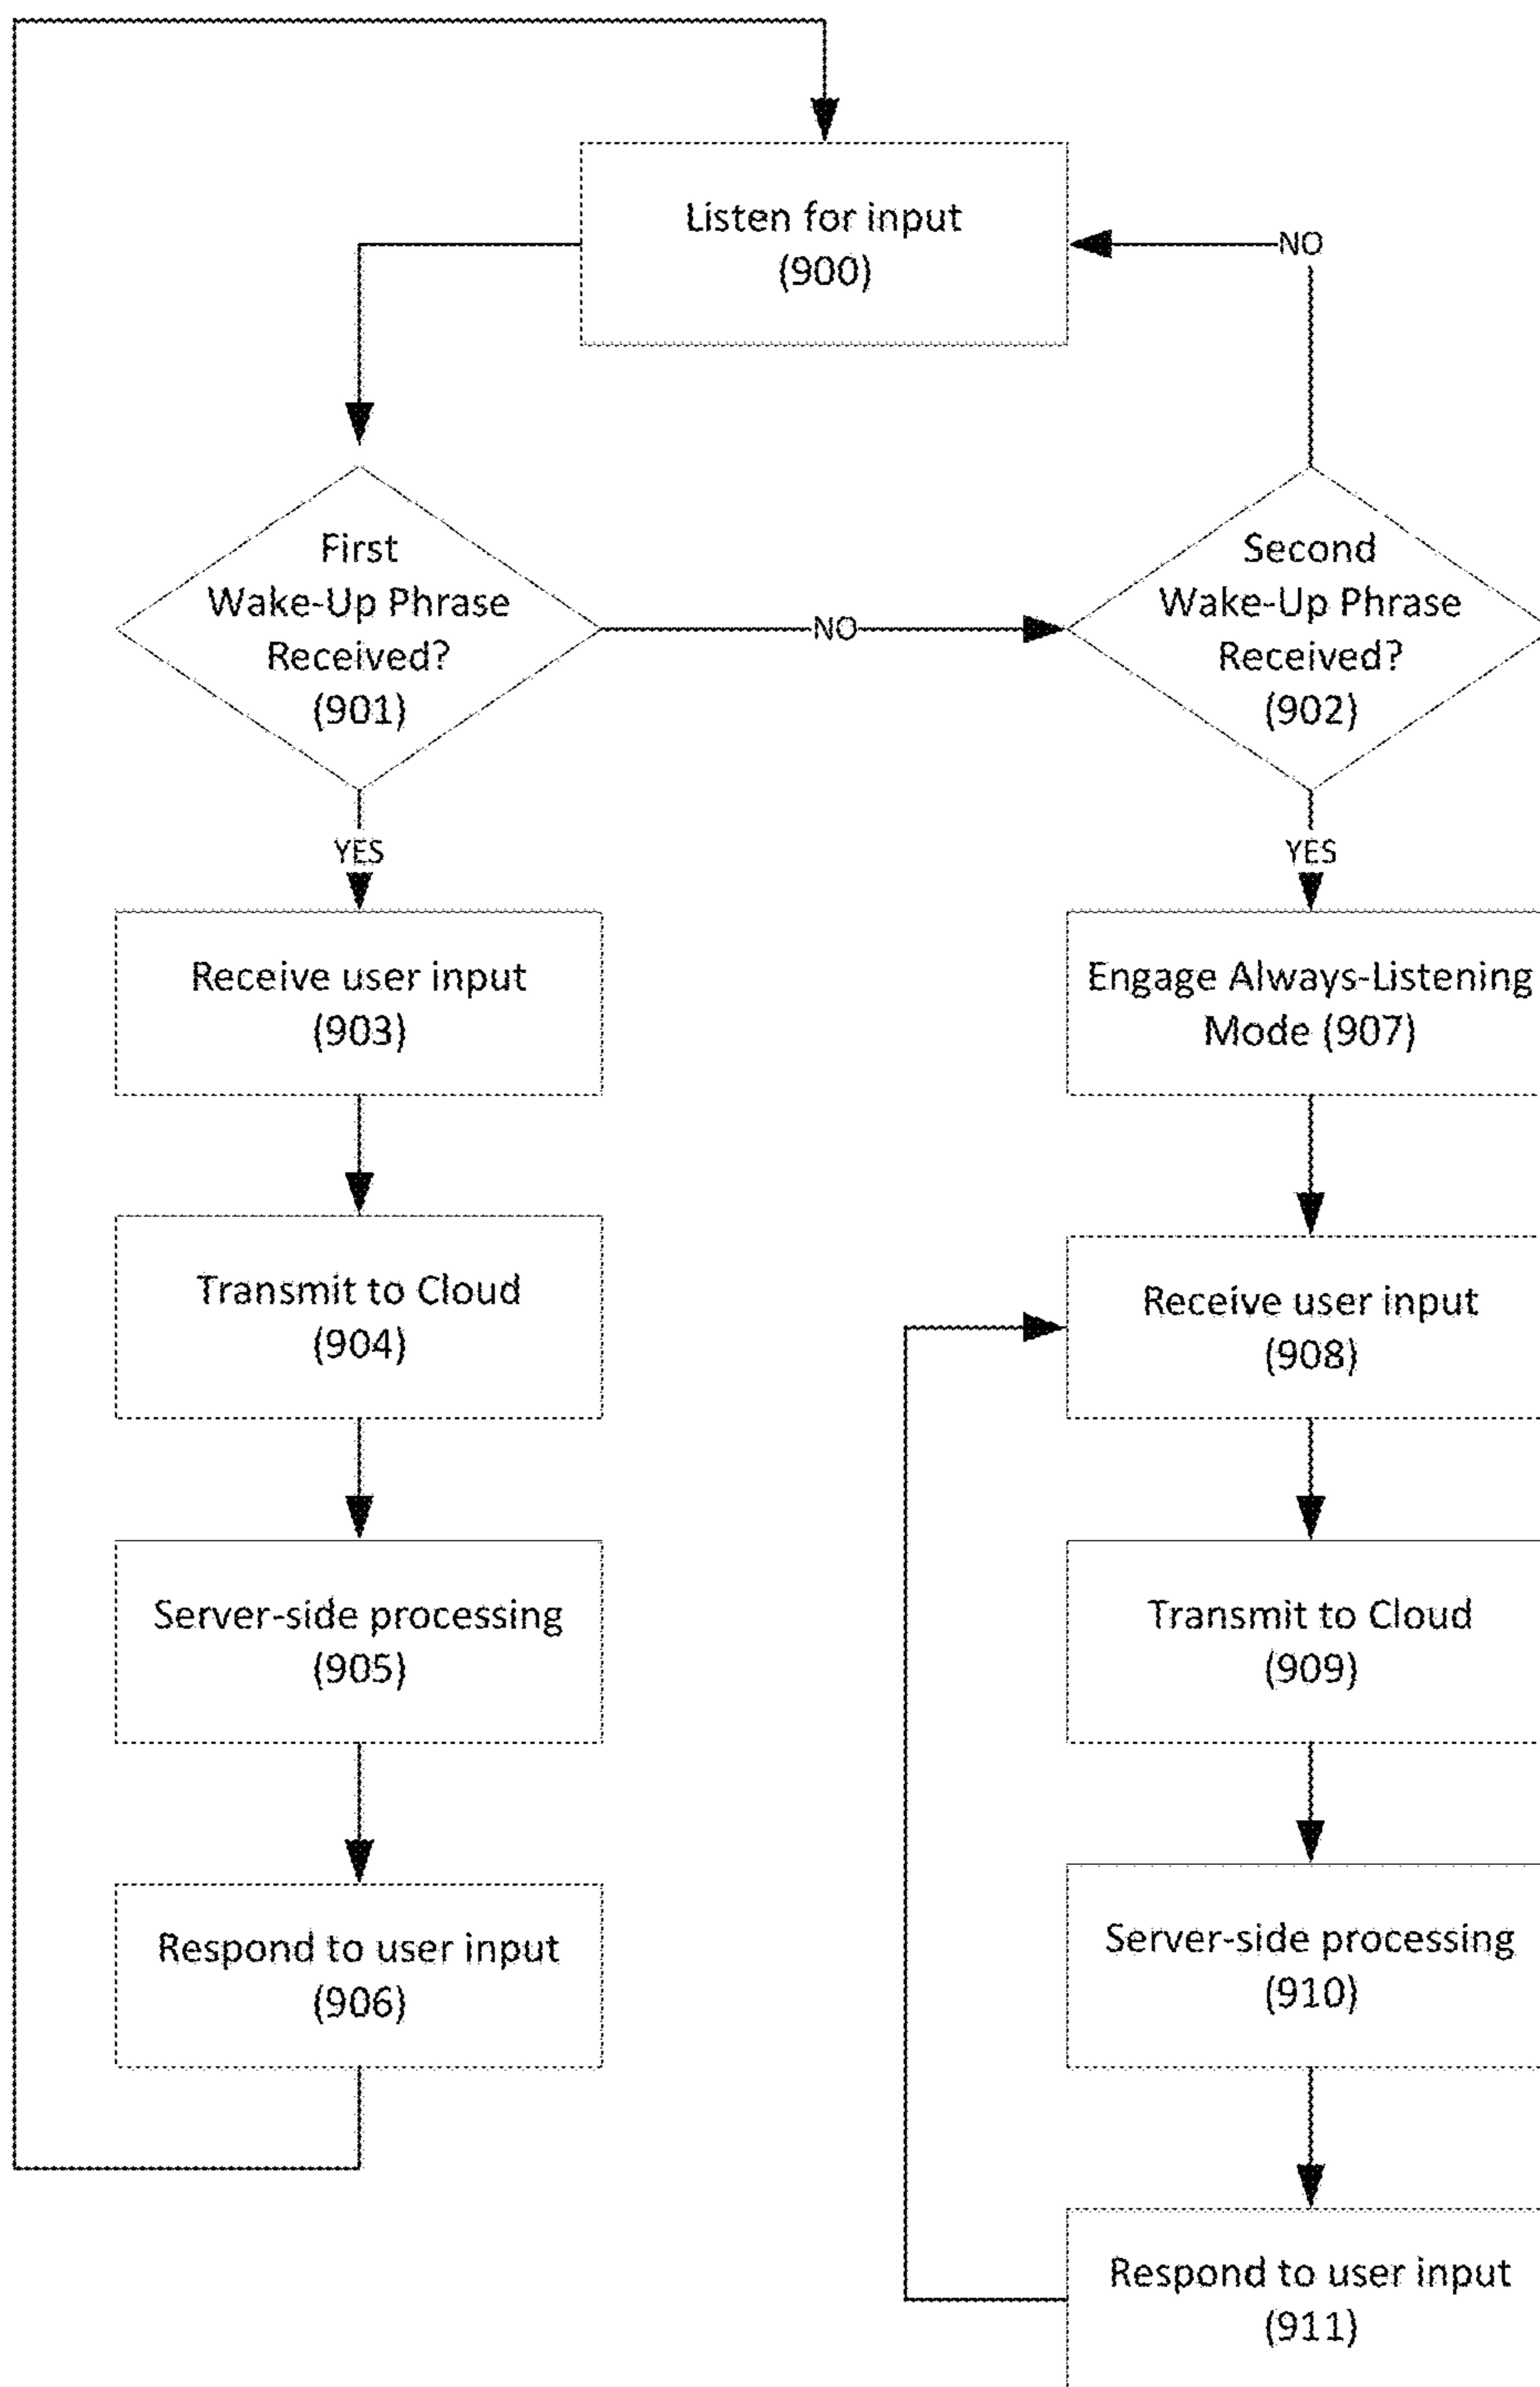 Listen for input
(900)
NO
First
Wake-Up Phrase
Received?
(901)
NO
Second
Wake-Up Phrase
Received?
(902)
YES
YES
Receive user input
(903)
Engage Always-Listening
Mode (907)
Transmit to Cloud
(904)
Receive user input
(908)
Server-side processing
(905)
Transmit to Cloud
(909)
Respond to user input
(906)
Server-side processing
(910)
Respond to user input
(911)